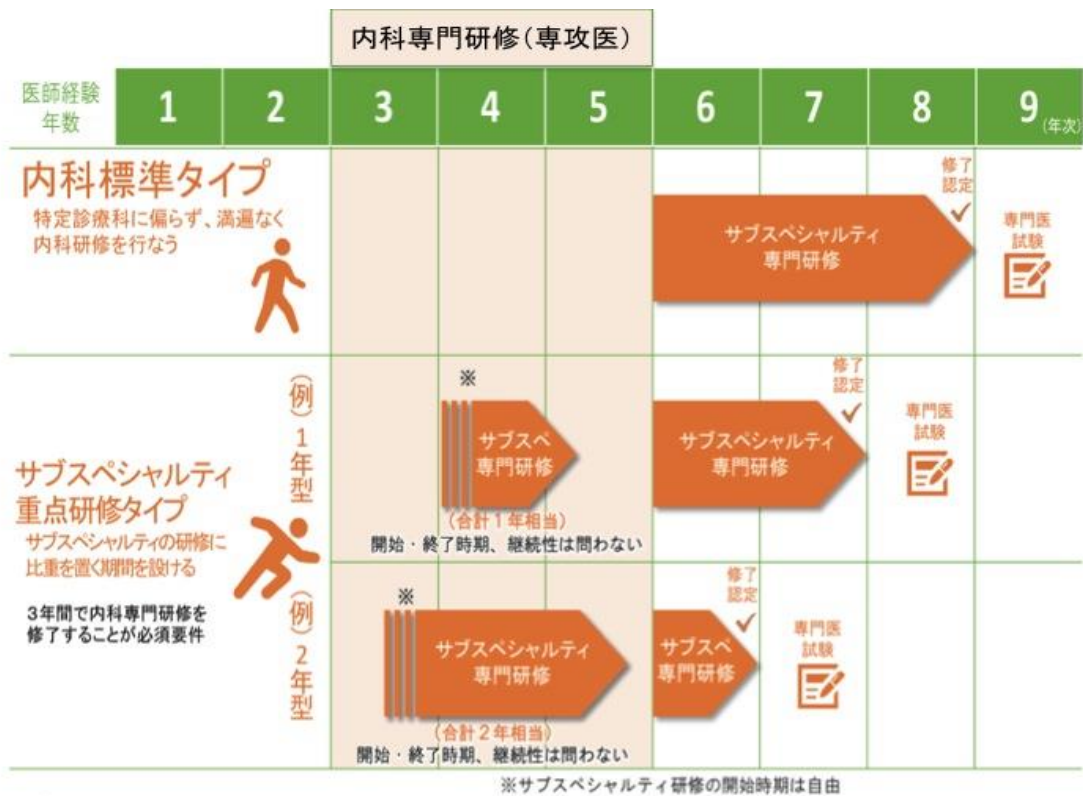 内科専門研修(専攻医)
医師経験
年数
1 2 3 4 5 6 7 8 9(年次)
内科標準タイプ
特定診療科に偏らず、満遍なく
内科研修を行なう
サブスペシャルティ
専門研修
修了
認定
専門医
試験
サブスペシャルティ
重点研修タイプ
サブスペシャルティの研修に
比重を置く期間を設ける
3年間で内科専門研修を
修了することが必須要件
(例)1年型
※
サブスペ
専門研修
(合計1年相当)
開始・終了時期、継続性は問わない
サブスペシャルティ
専門研修
修了
認定
専門医
試験
(例)2年型
※
サブスペシャルティ
専門研修
(合計2年相当)
開始・終了時期、継続性は問わない
サブスペ
専門研修
修了
認定
専門医
試験
※サブスペシャルティ研修の開始時期は自由